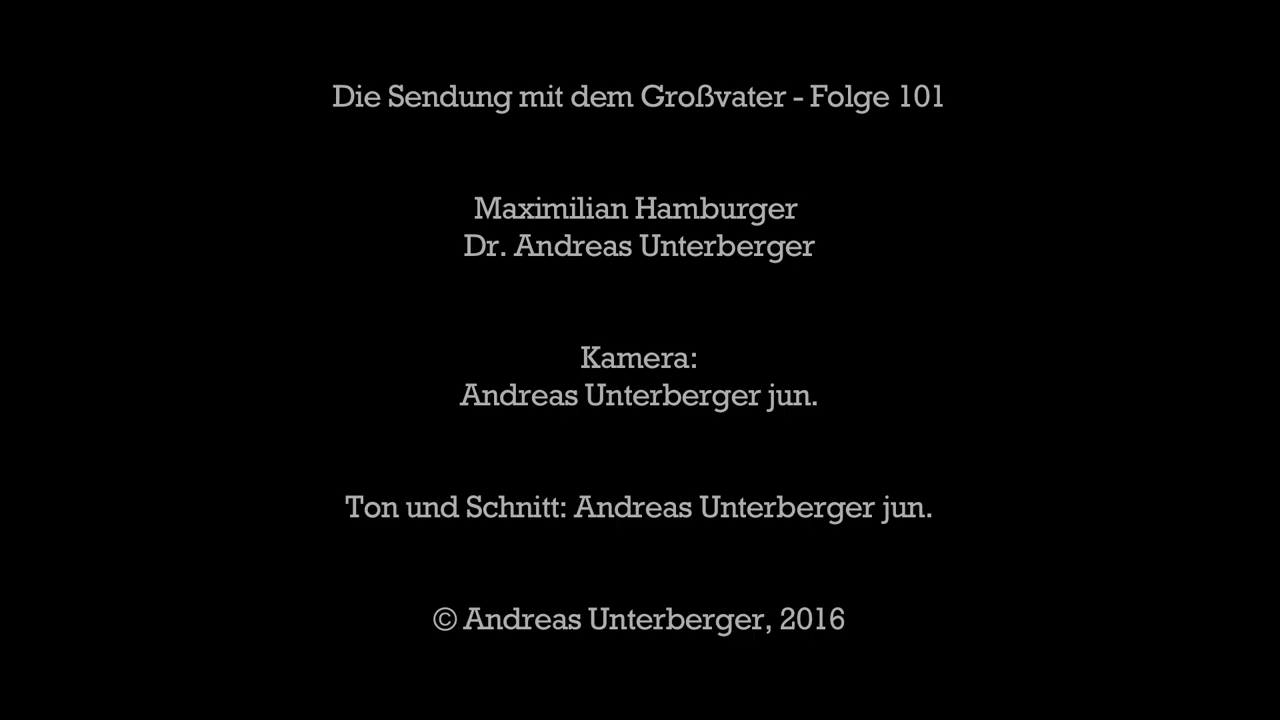 Die Sendung mit dem Großvater - Folge 101
Maximilian Hamburger
Dr. Andreas Unterberger
Kamera:
Andreas Unterberger jun.
Ton und Schnitt: Andreas Unterberger jun.
© Andreas Unterberger, 2016